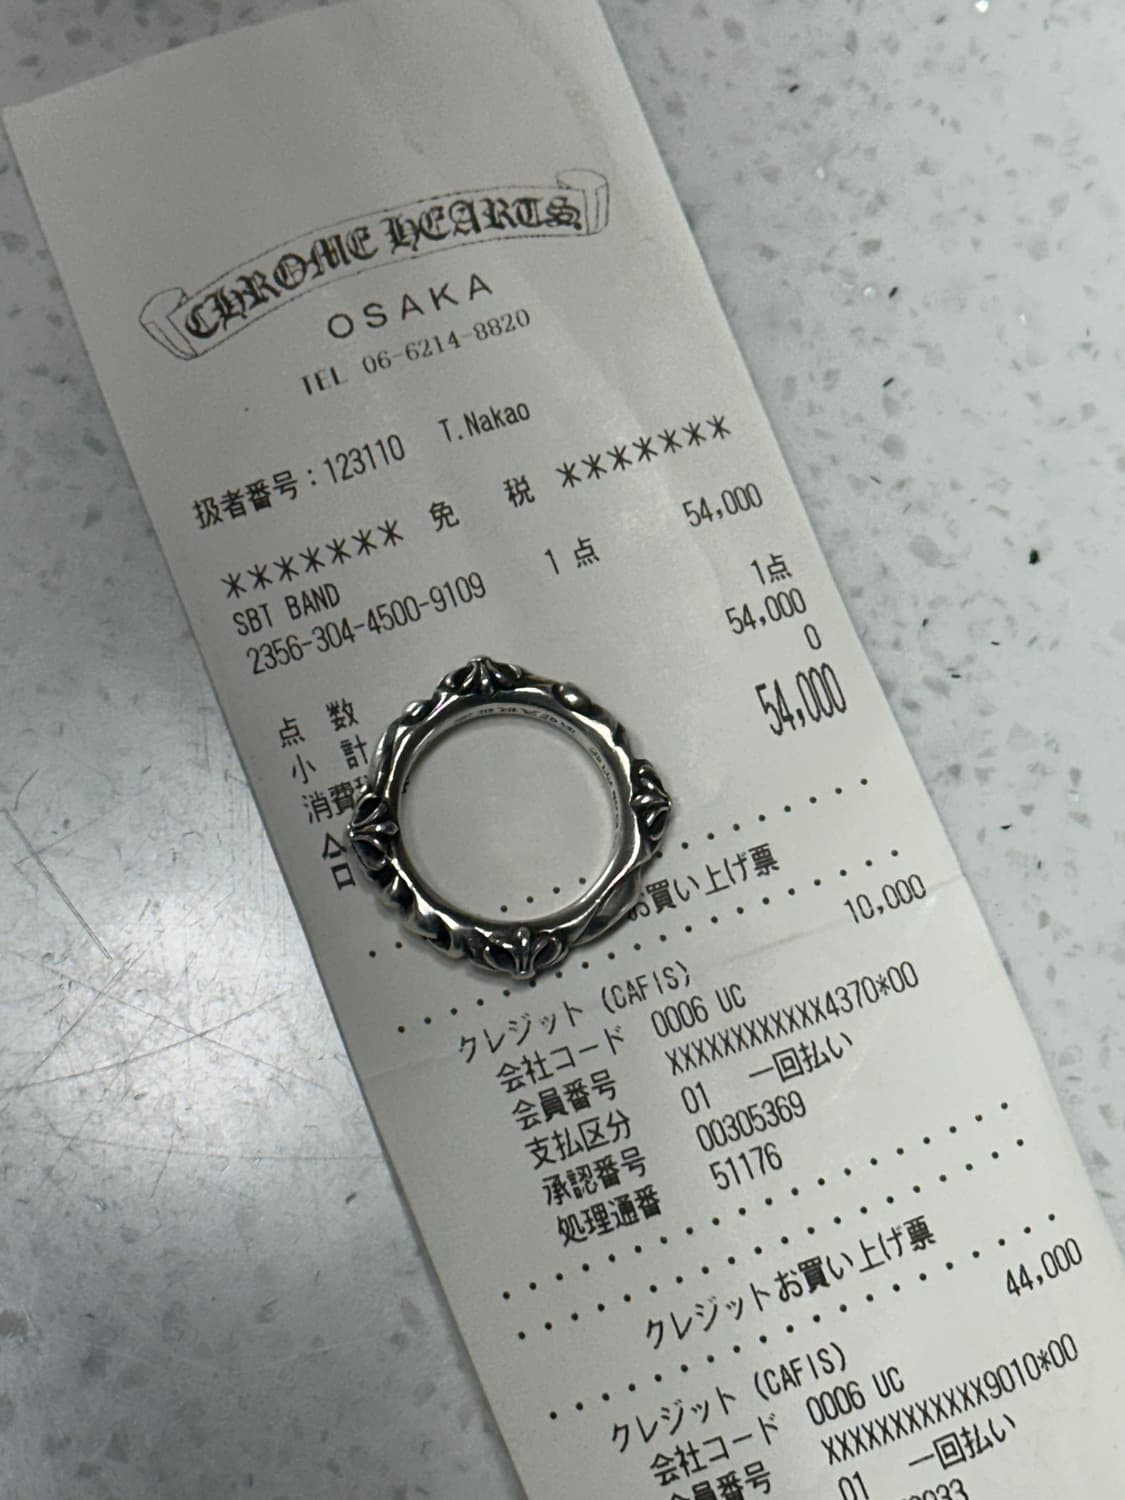 CHROME HEARTS
OSAKA
TEL 06-6214-8820
扱者番号：123110 T.Nakao
******* 免 税 *******
SBT BAND
2356-304-4500-9109 1 点 54,000
点 数 1点
小 計 54,000
消費 0
合 54,000
お買い上げ票
クレジット (CAFIS) 10,000
会社コード 0006 UC
会員番号 XXXXXXXXXXXX4370*00
支払区分 01 一回払い
承認番号 00305369
処理通番 51176
クレジットお買い上げ票
クレジット (CAFIS) 44,000
会社コード 0006 UC
会員番号 XXXXXXXXXXXX9010*00
01 一回払い